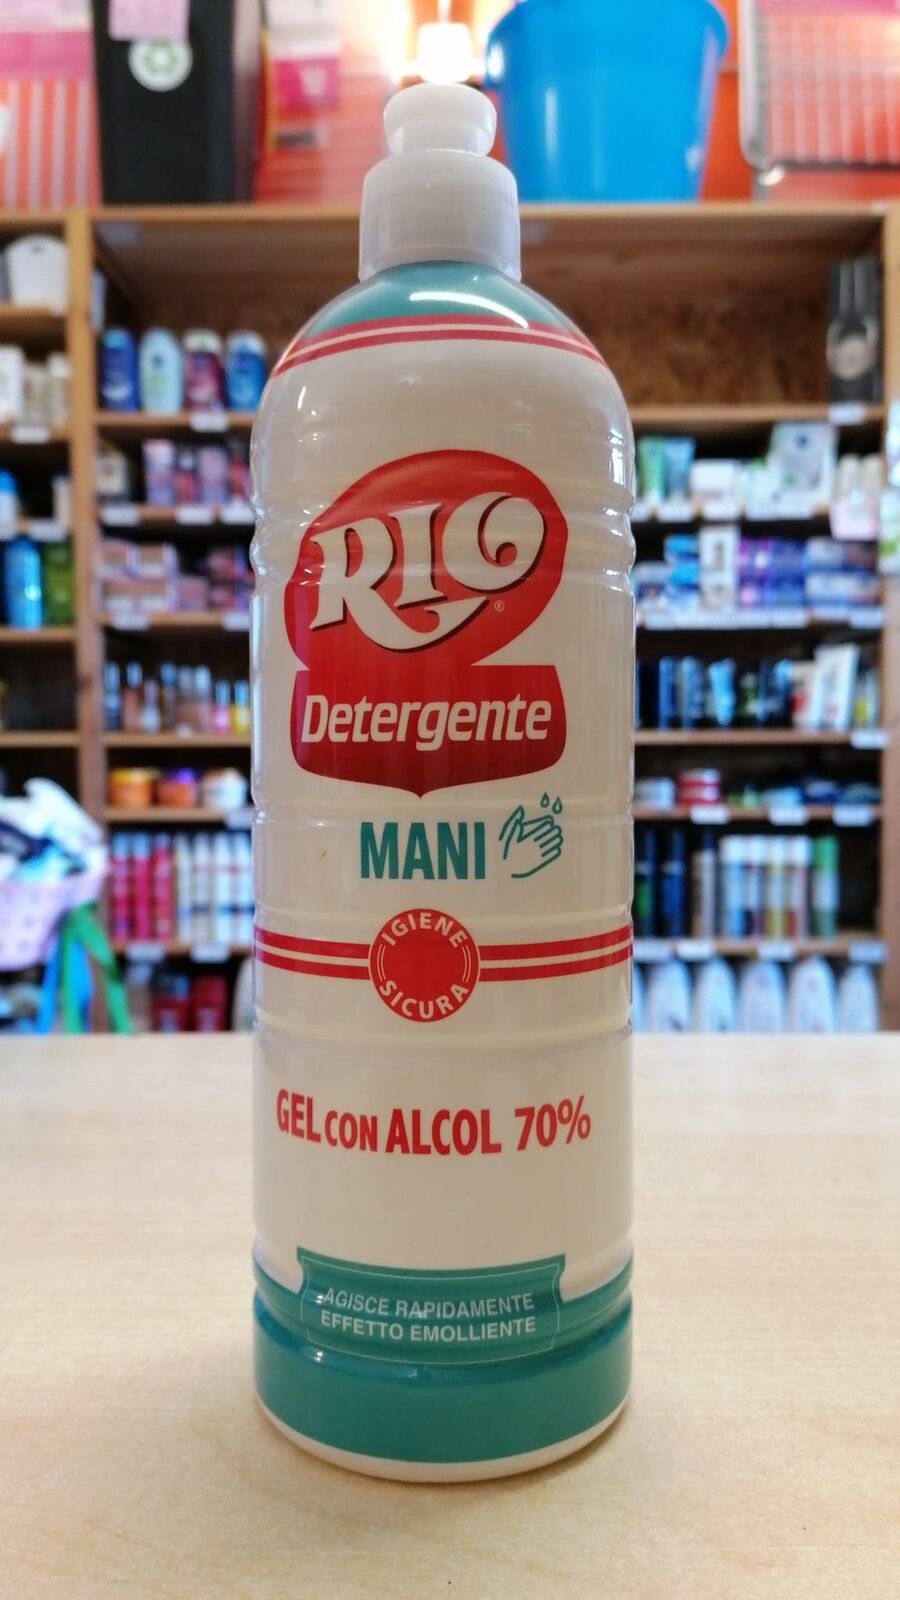 RIO®
Detergente
MANI
IGIENE
SICURA
GEL CON ALCOL 70%
AGISCE RAPIDAMENTE
EFFETTO EMOLLIENTE